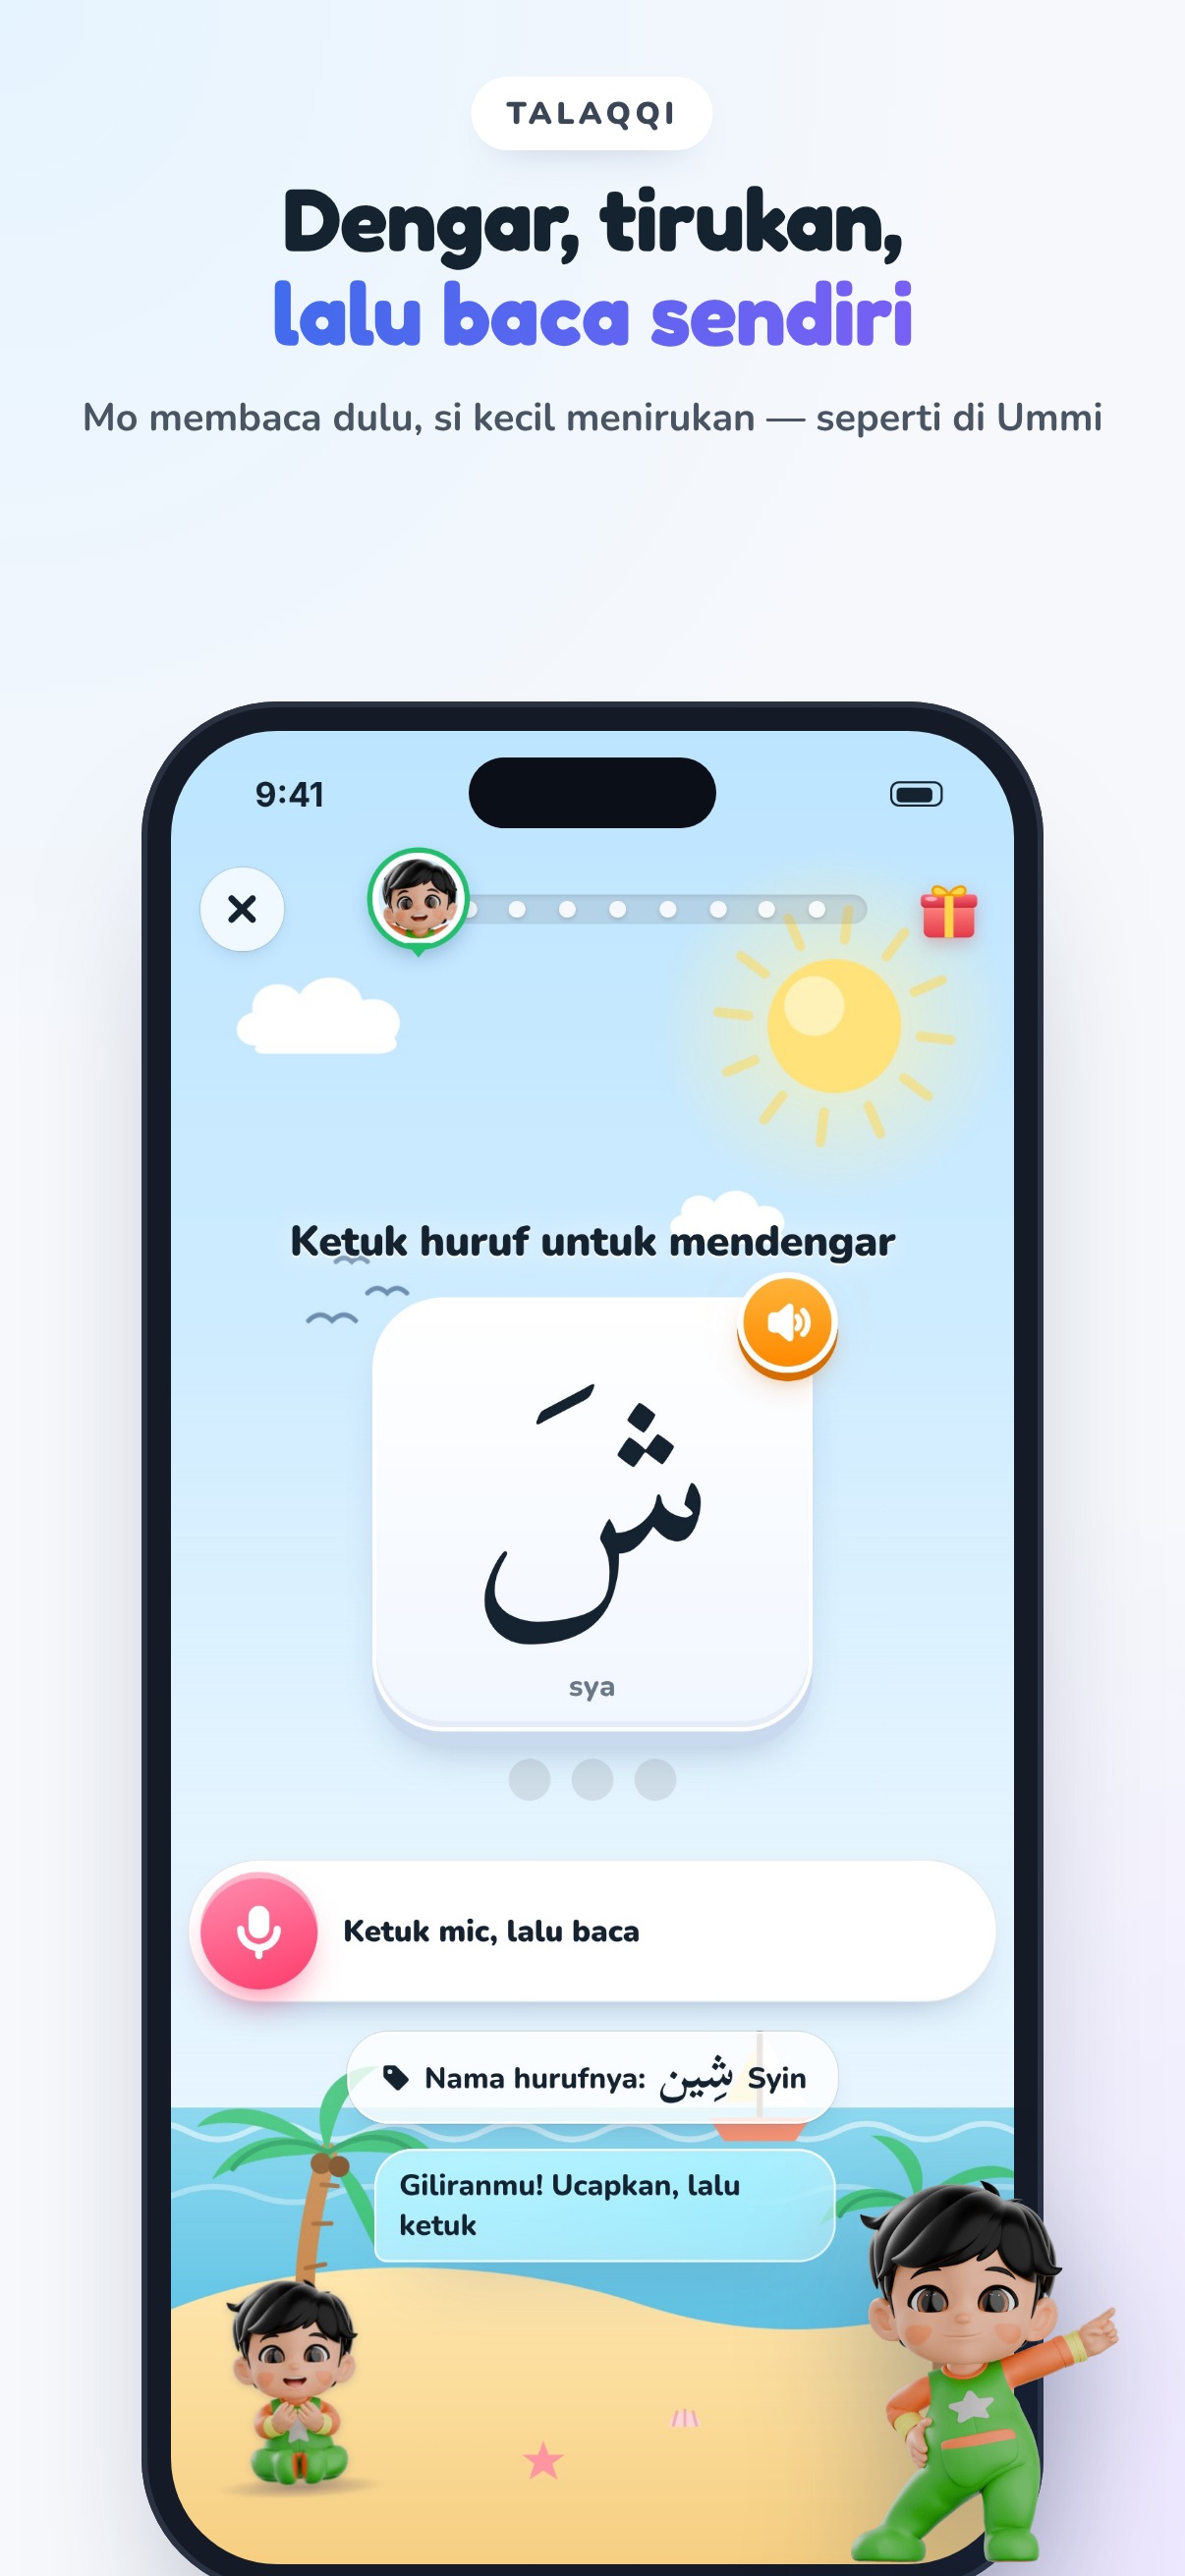 TALAQQI
Dengar, tirukan,
lalu baca sendiri
Mo membaca dulu, si kecil menirukan — seperti di Ummi
9:41
Ketuk huruf untuk mendengar
شَ
sya
Ketuk mic, lalu baca
Nama hurufnya: شِين Syin
Giliranmu! Ucapkan, lalu
ketuk